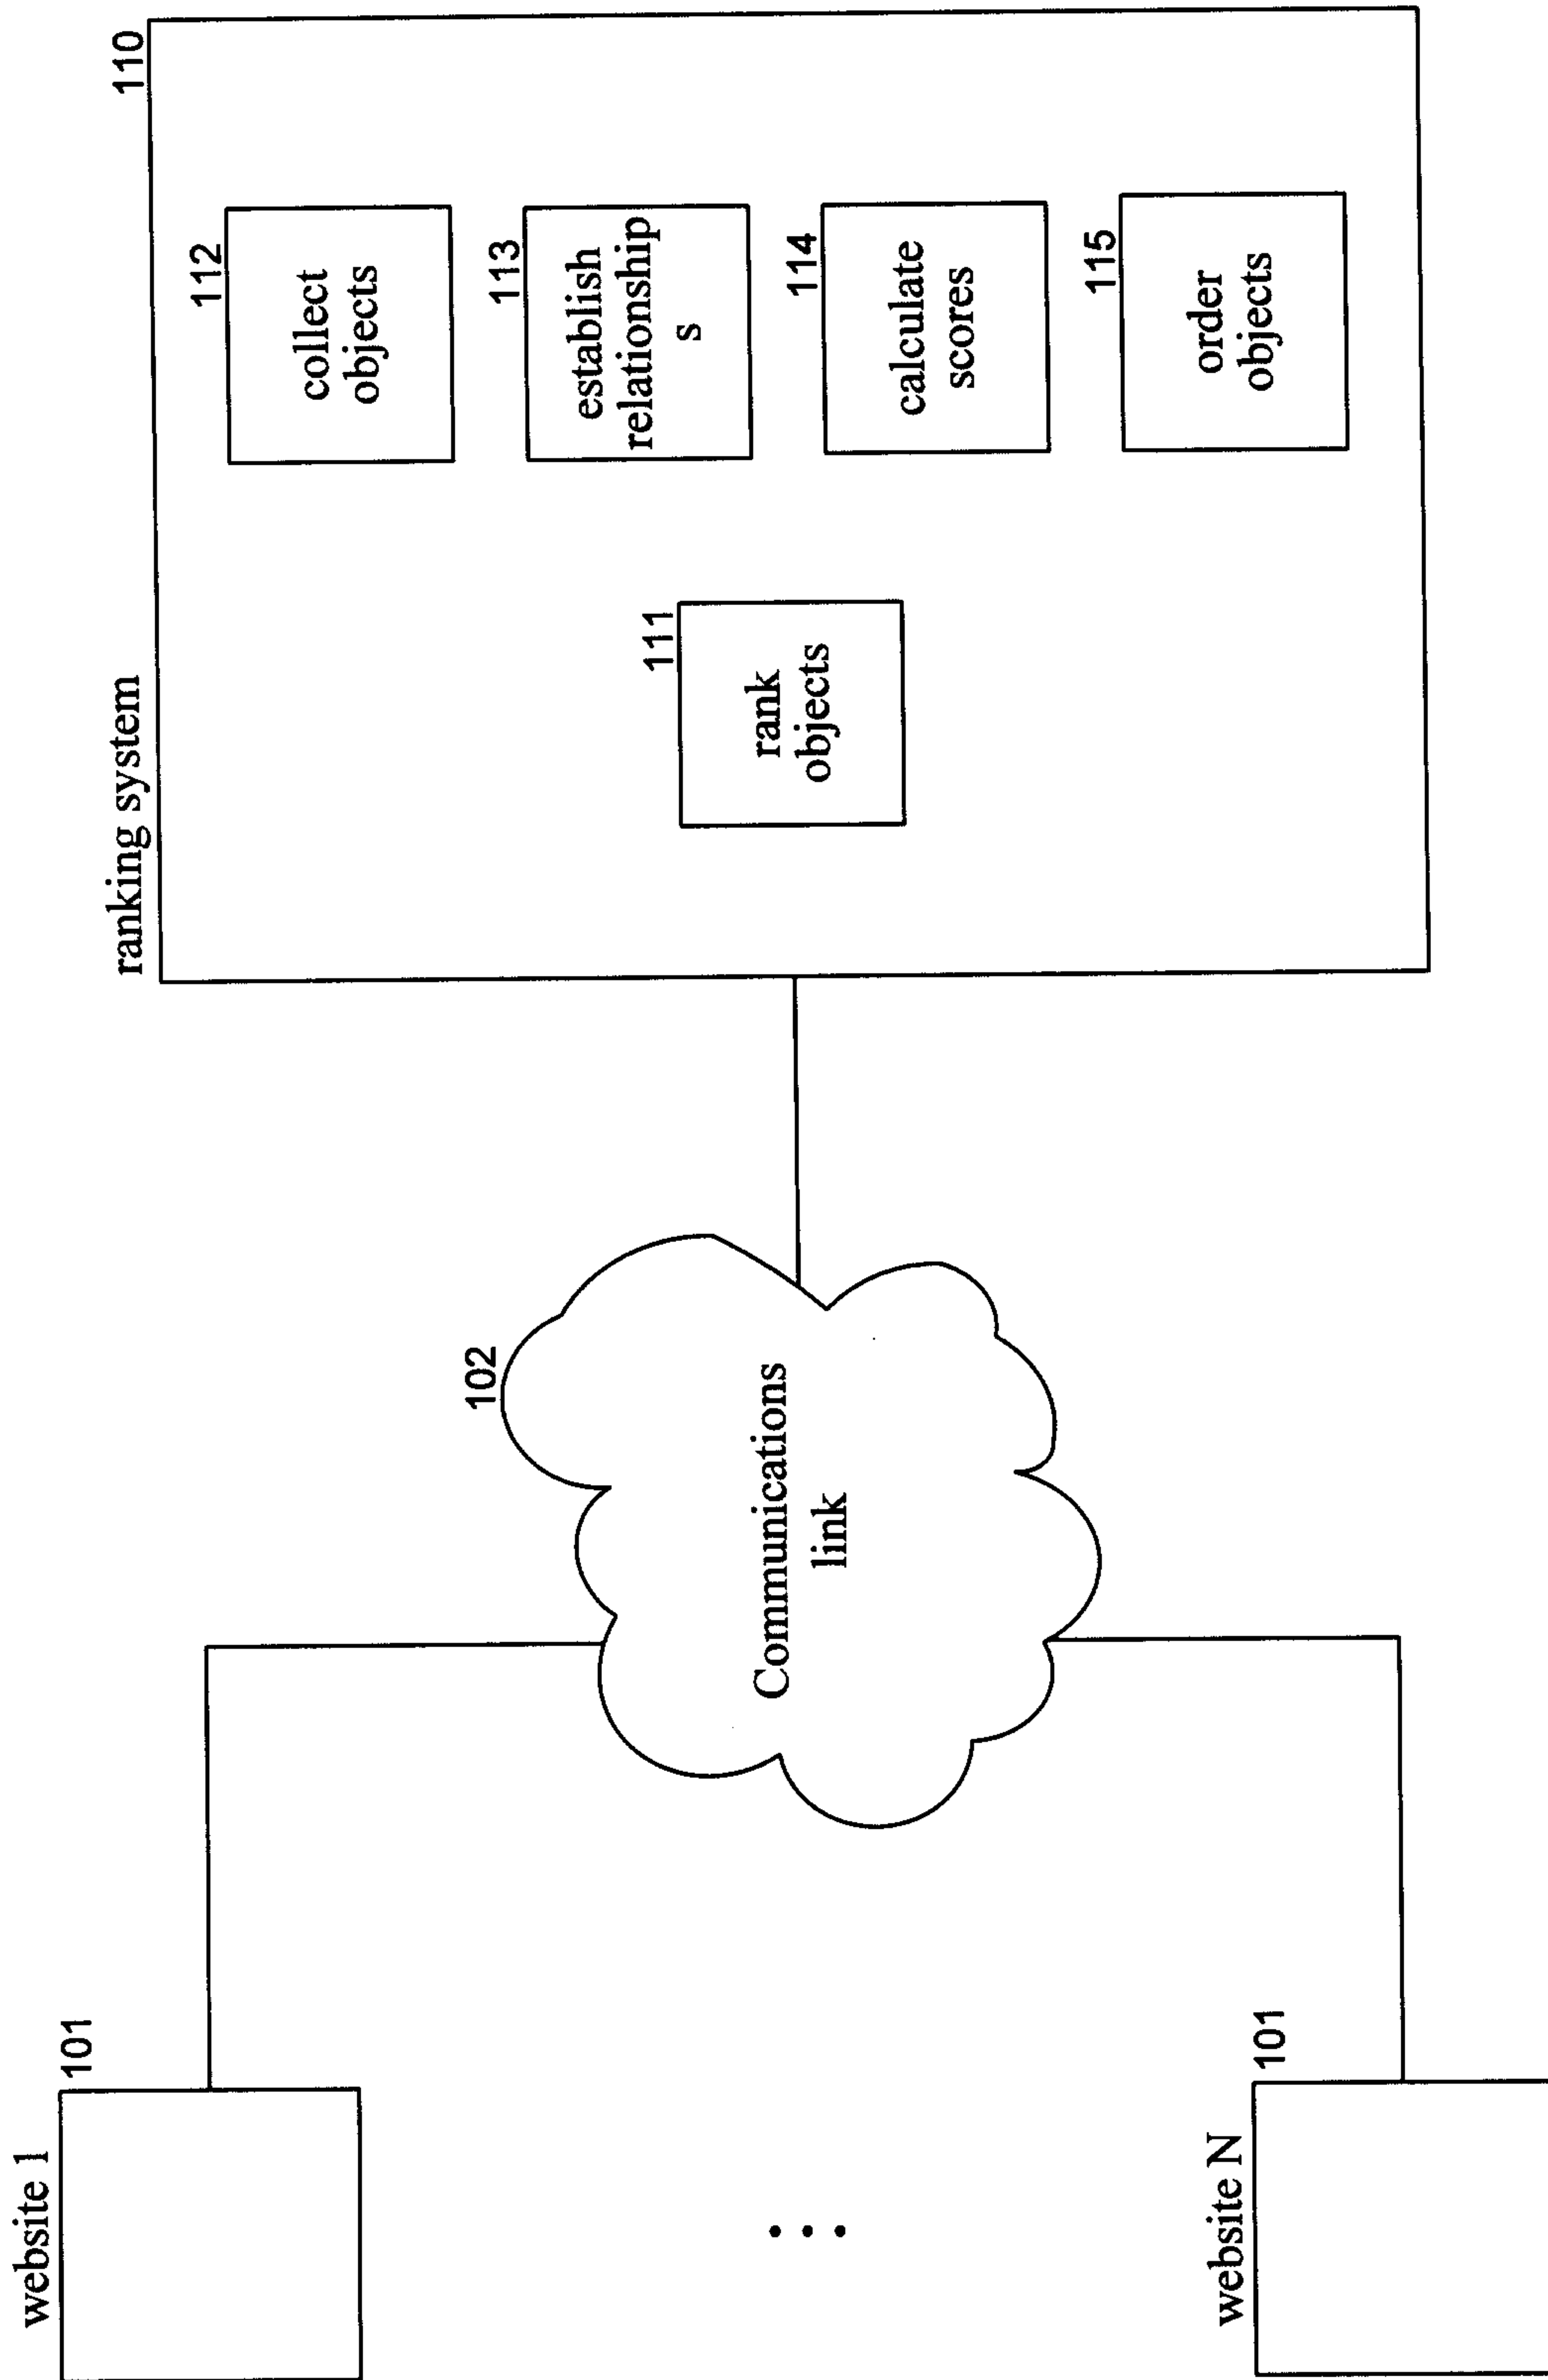 website 1
101
website N
101
102
Communications
link
ranking system
110
111
rank
objects
112
collect
objects
113
establish
relationship
s
114
calculate
scores
115
order
objects